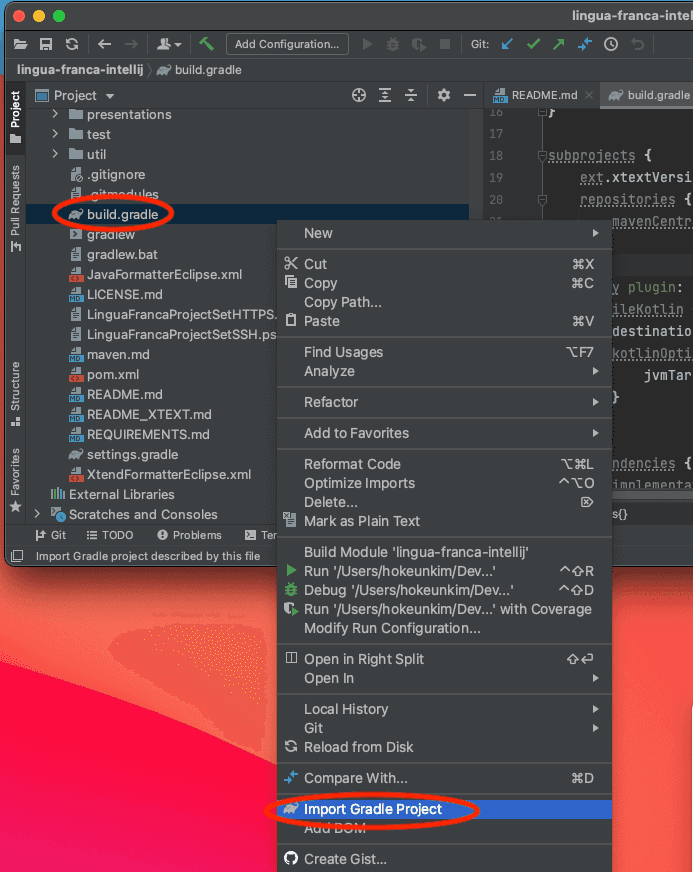 lingua-franca-intellij
Add Configuration...
Git:
lingua-franca-intellij
build.gradle
Project
README.md
build.gradle
Project
Pull Requests
Structure
Favorites
presentations
test
util
.gitignore
.gitmodules
build.gradle
gradlew
gradlew.bat
JavaFormatterEclipse.xml
LICENSE.md
LinguaFrancaProjectSetHTTPS.
LinguaFrancaProjectSetSSH.ps
maven.md
pom.xml
README.md
README_XTEXT.md
REQUIREMENTS.md
settings.gradle
XtendFormatterEclipse.xml
External Libraries
Scratches and Consoles
16 }
17
18 subprojects {
19 ext.xtextVersi
20 repositories {
mavenCentr
y plugin:
ileKotlin
destination
kotlinOpti
jvmTar
}
ndencies {
implementa
s{}
Git
TODO
Problems
Ter
Import Gradle project described by this file
New
Cut ⌘X
Copy ⌘C
Copy Path...
Paste ⌘V
Find Usages ⌥F7
Analyze
Refactor
Add to Favorites
Reformat Code ⌥⌘L
Optimize Imports ^⌥O
Delete... ⌦
Mark as Plain Text
Build Module 'lingua-franca-intellij'
Run '/Users/hokeunkim/Dev...' ^⇧R
Debug '/Users/hokeunkim/Dev...' ^⇧D
Run '/Users/hokeunkim/Dev...' with Coverage
Modify Run Configuration...
Open in Right Split ⇧⏎
Open In
Local History
Git
Reload from Disk
Compare With... ⌘D
Import Gradle Project
Add BOM
Create Gist...